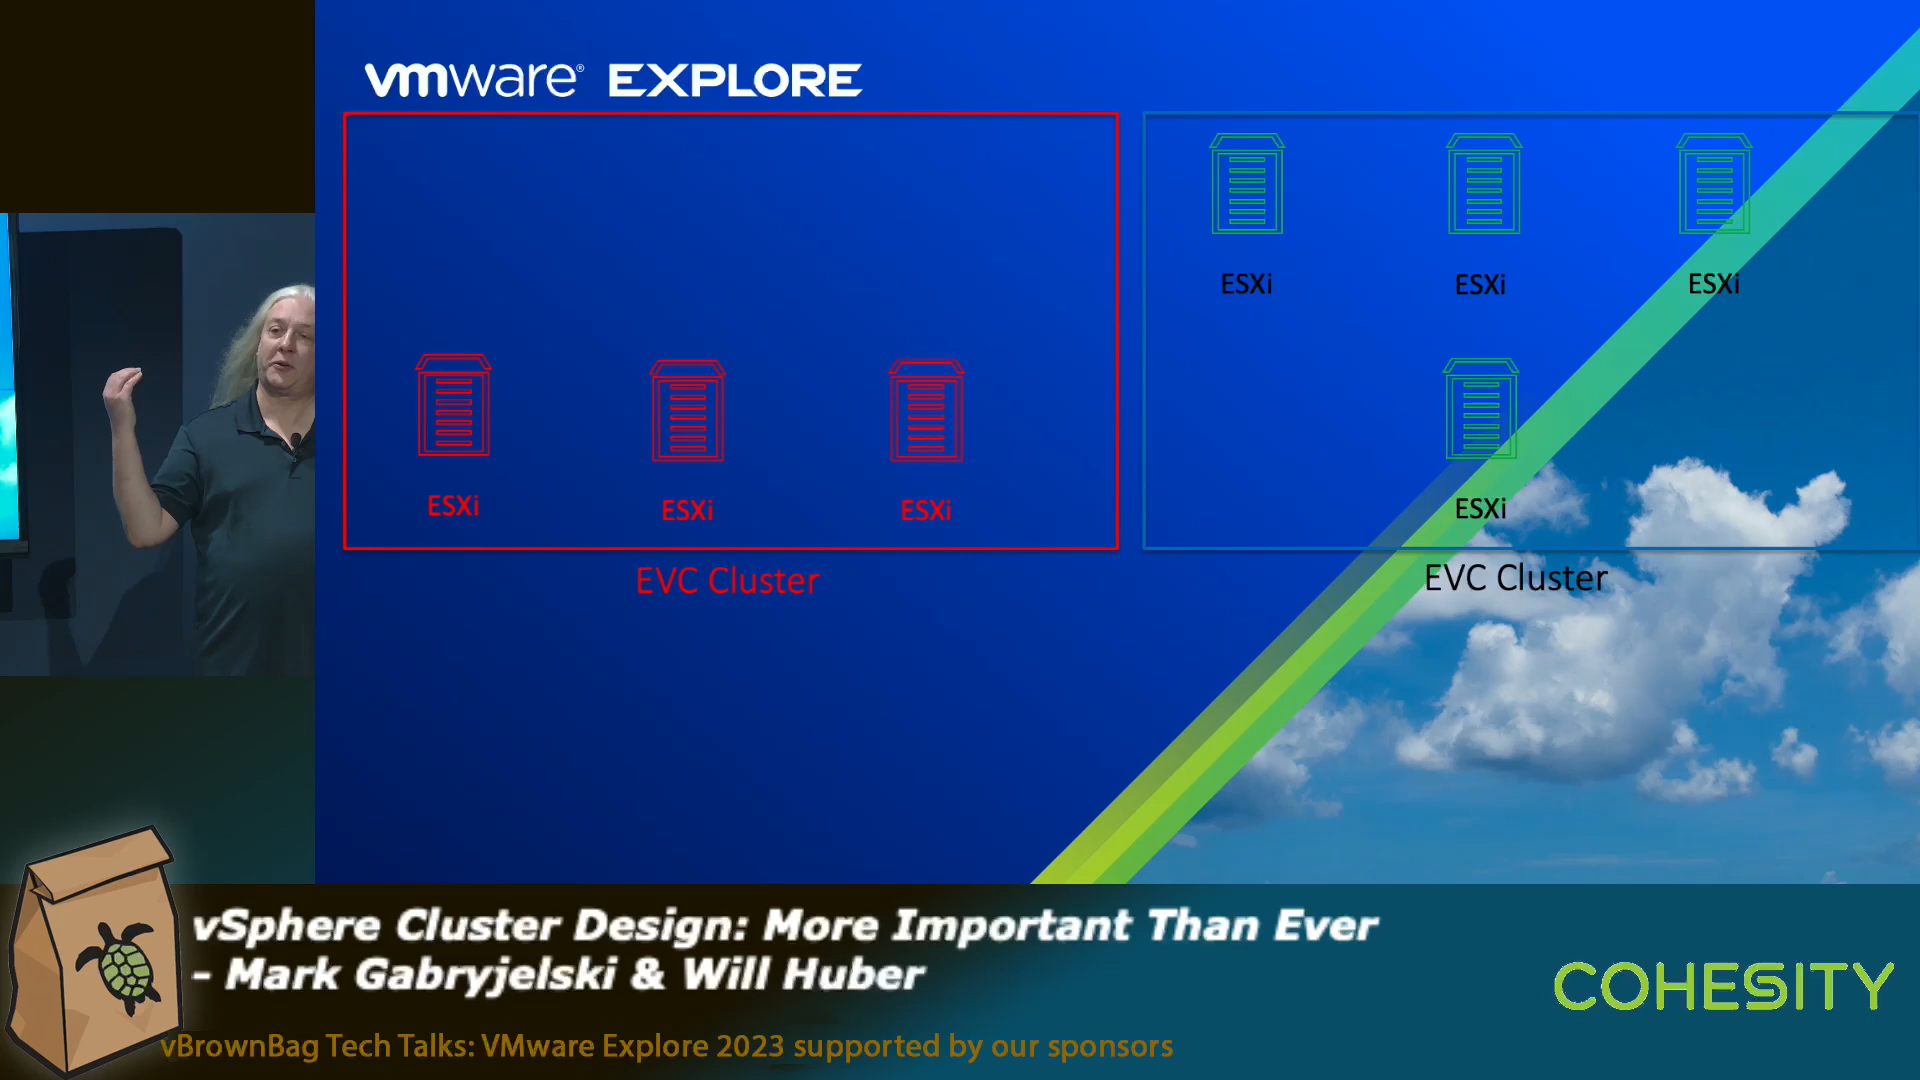 vmware® EXPLORE
ESXi ESXi ESXi
ESXi ESXi ESXi
ESXi
EVC Cluster
EVC Cluster
vSphere Cluster Design: More Important Than Ever
- Mark Gabryjelski & Will Huber
COHESITY
vBrownBag Tech Talks: VMware Explore 2023 supported by our sponsors